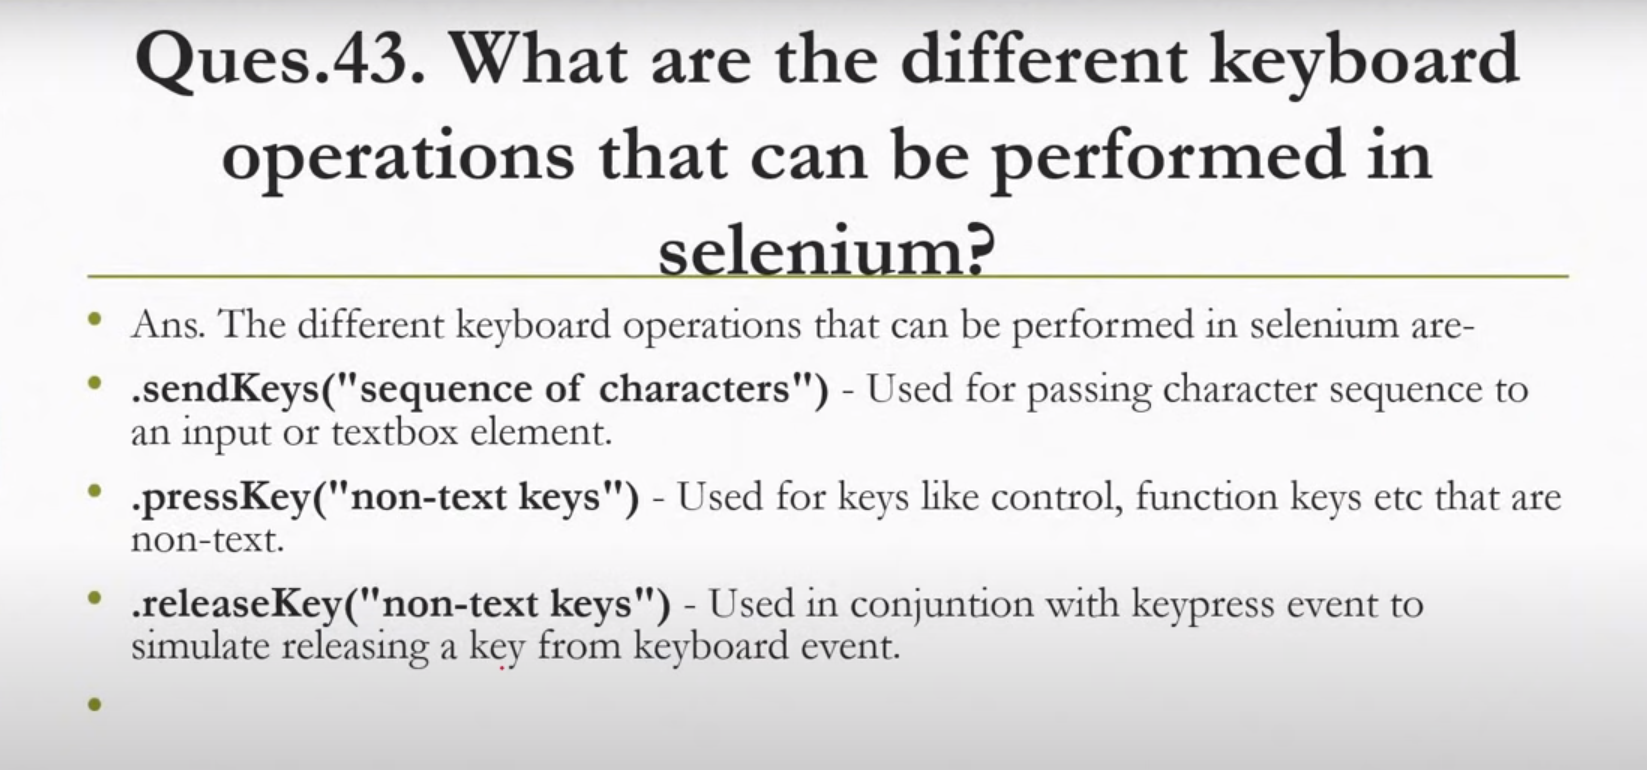 Ques.43. What are the different keyboard
operations that can be performed in
selenium?
Ans. The different keyboard operations that can be performed in selenium are-
.sendKeys("sequence of characters") - Used for passing character sequence to
an input or textbox element.
.pressKey("non-text keys") - Used for keys like control, function keys etc that are
non-text.
.releaseKey("non-text keys") - Used in conjuntion with keypress event to
simulate releasing a key from keyboard event.